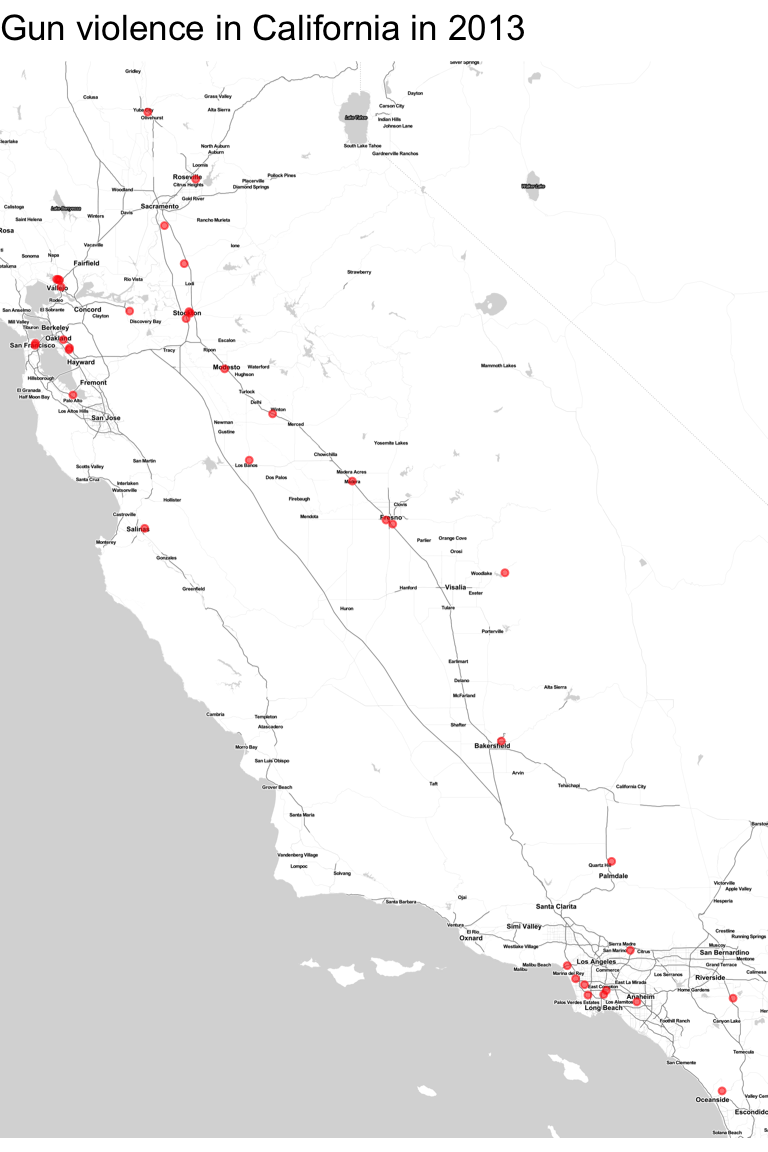 Gun violence in California in 2013
Silver Springs
Gridley
Colusa
Grass Valley
Dayton
Carson City
Yuba City
Alta Sierra
Olivehurst
Lake Tahoe
Indian Hills
Johnson Lane
North Auburn
Auburn
South Lake Tahoe
Gardnerville Ranchos
Loomis
Roseville
Pollock Pines
Citrus Heights
Placerville
Diamond Springs
Walker Lake
Woodland
Gold River
Calistoga
Lake Berryessa
Sacramento
Davis
Saint Helena
Winters
Rancho Murieta
Rosa
Vacaville
Ione
Sonoma
Napa
Fairfield
Strawberry
Rio Vista
Lodi
Vallejo
Rodeo
San Anselmo
El Sobrante
Concord
Clayton
Stockton
Mill Valley
Tiburon
Berkeley
Discovery Bay
Oakland
Escalon
San Francisco
Tracy
Ripon
Hayward
Modesto
Waterford
Mammoth Lakes
Hughson
Hillsborough
Fremont
El Granada
Half Moon Bay
Palo Alto
Turlock
Delhi
Los Altos Hills
San Jose
Winton
Newman
Merced
Gustine
Yosemite Lakes
Chowchilla
San Martin
Scotts Valley
Los Banos
Madera Acres
Santa Cruz
Dos Palos
Madera
Interlaken
Watsonville
Hollister
Firebaugh
Clovis
Castroville
Mendota
Fresno
Salinas
Monterey
Parlier
Orange Cove
Orosi
Gonzales
Woodlake
Greenfield
Hanford
Visalia
Exeter
Huron
Tulare
Porterville
Earlimart
Delano
Alta Sierra
McFarland
Cambria
Templeton
Atascadero
Shafter
Morro Bay
Bakersfield
San Luis Obispo
Arvin
Grover Beach
Taft
Tehachapi
California City
Santa Maria
Barstow
Vandenberg Village
Lompoc
Quartz Hill
Solvang
Palmdale
Victorville
Apple Valley
Ojai
Santa Barbara
Santa Clarita
Hesperia
Ventura
Simi Valley
El Rio
Oxnard
Crestline
Running Springs
Westlake Village
Sierra Madre
San Marino
Citrus
Muscoy
San Bernardino
Mentone
Malibu Beach
Malibu
Los Angeles
Grand Terrace
Marina del Rey
Commerce
Los Serranos
Riverside
Calimesa
East La Mirada
East Compton
Home Gardens
Anaheim
Palos Verdes Estates
Los Alamitos
Long Beach
Foothill Ranch
Canyon Lake
Temecula
San Clemente
Oceanside
Valley Cen
Escondido
Solana Beach